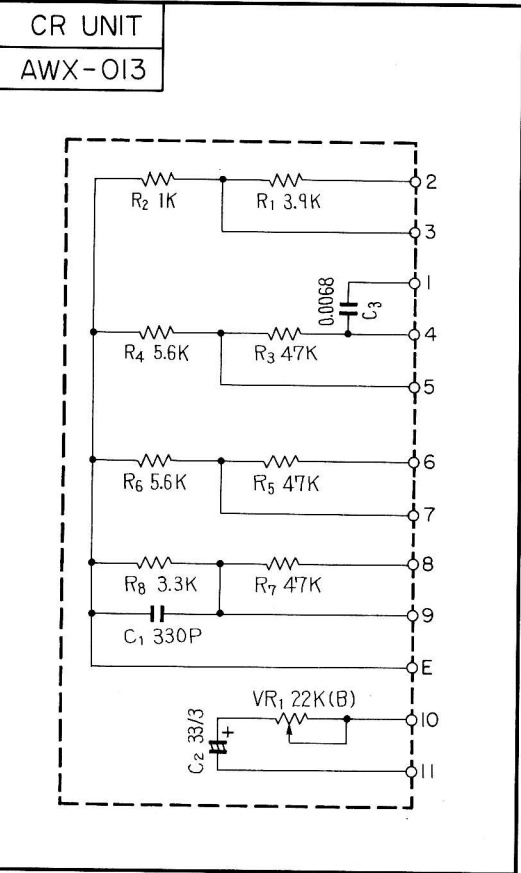 CR UNIT
AWX-013
2
R2 1K
R1 3.9K
3
1
0.0068
C3
4
R4 5.6K
R3 47K
5
6
R6 5.6K
R5 47K
7
8
R8 3.3K
R7 47K
9
C1 330P
E
VR1 22K(B)
10
C2 33/3
+
11